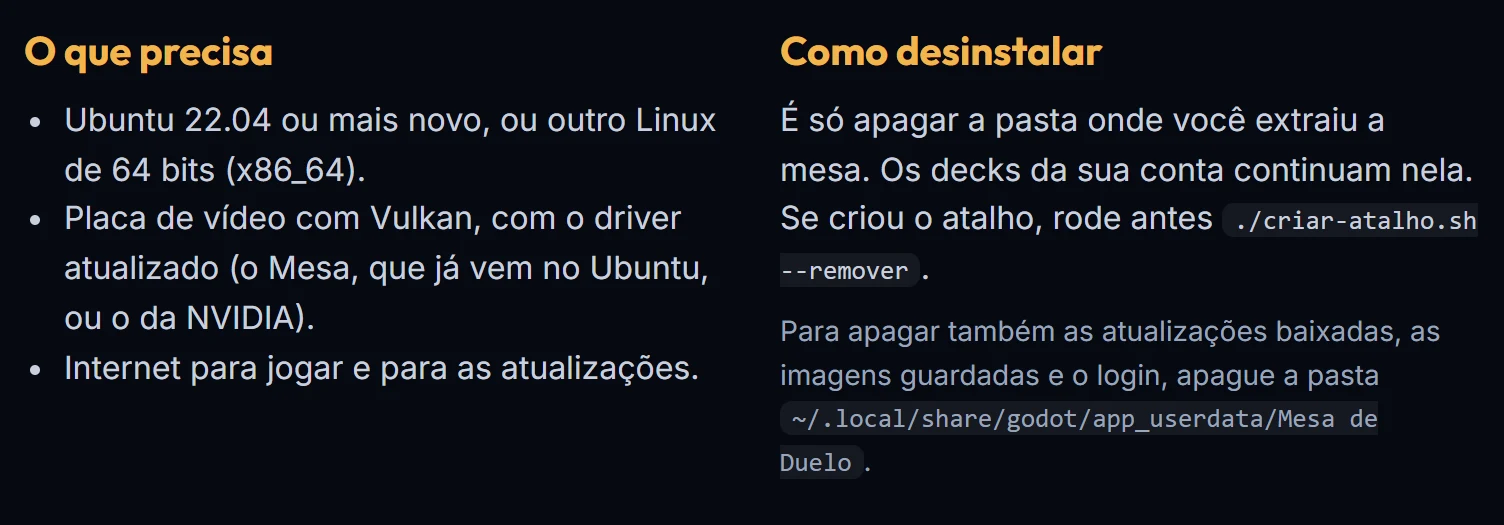 O que precisa
• Ubuntu 22.04 ou mais novo, ou outro Linux
de 64 bits (x86_64).
• Placa de vídeo com Vulkan, com o driver
atualizado (o Mesa, que já vem no Ubuntu,
ou o da NVIDIA).
• Internet para jogar e para as atualizações.
Como desinstalar
É só apagar a pasta onde você extraiu a
mesa. Os decks da sua conta continuam nela.
Se criou o atalho, rode antes ./criar-atalho.sh
--remover.
Para apagar também as atualizações baixadas, as
imagens guardadas e o login, apague a pasta
~/.local/share/godot/app_userdata/Mesa de
Duelo.